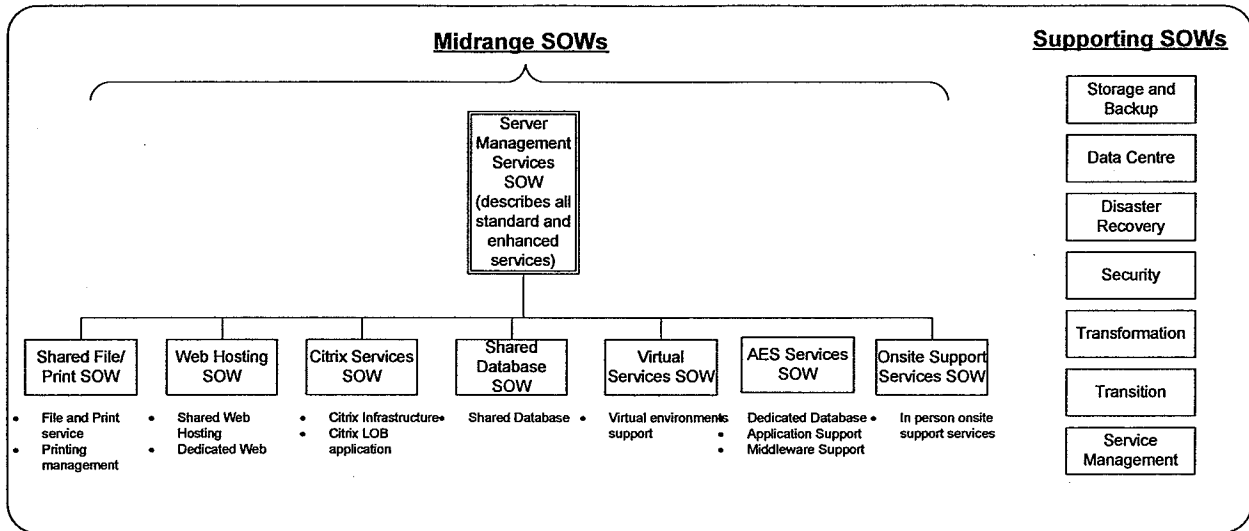 Midrange SOWs
Server
Management
Services
SOW
(describes all
standard and
enhanced
services)
Shared File/
Print SOW
• File and Print
service
• Printing
management
Web Hosting
SOW
• Shared Web
Hosting
• Dedicated Web
Citrix Services
SOW
• Citrix Infrastructure
• Citrix LOB
application
Shared
Database
SOW
• Shared Database
Virtual
Services SOW
• Virtual environments
support
AES Services
SOW
• Dedicated Database
• Application Support
• Middleware Support
Onsite Support
Services SOW
• In person onsite
support services
Supporting SOWs
Storage and
Backup
Data Centre
Disaster
Recovery
Security
Transformation
Transition
Service
Management